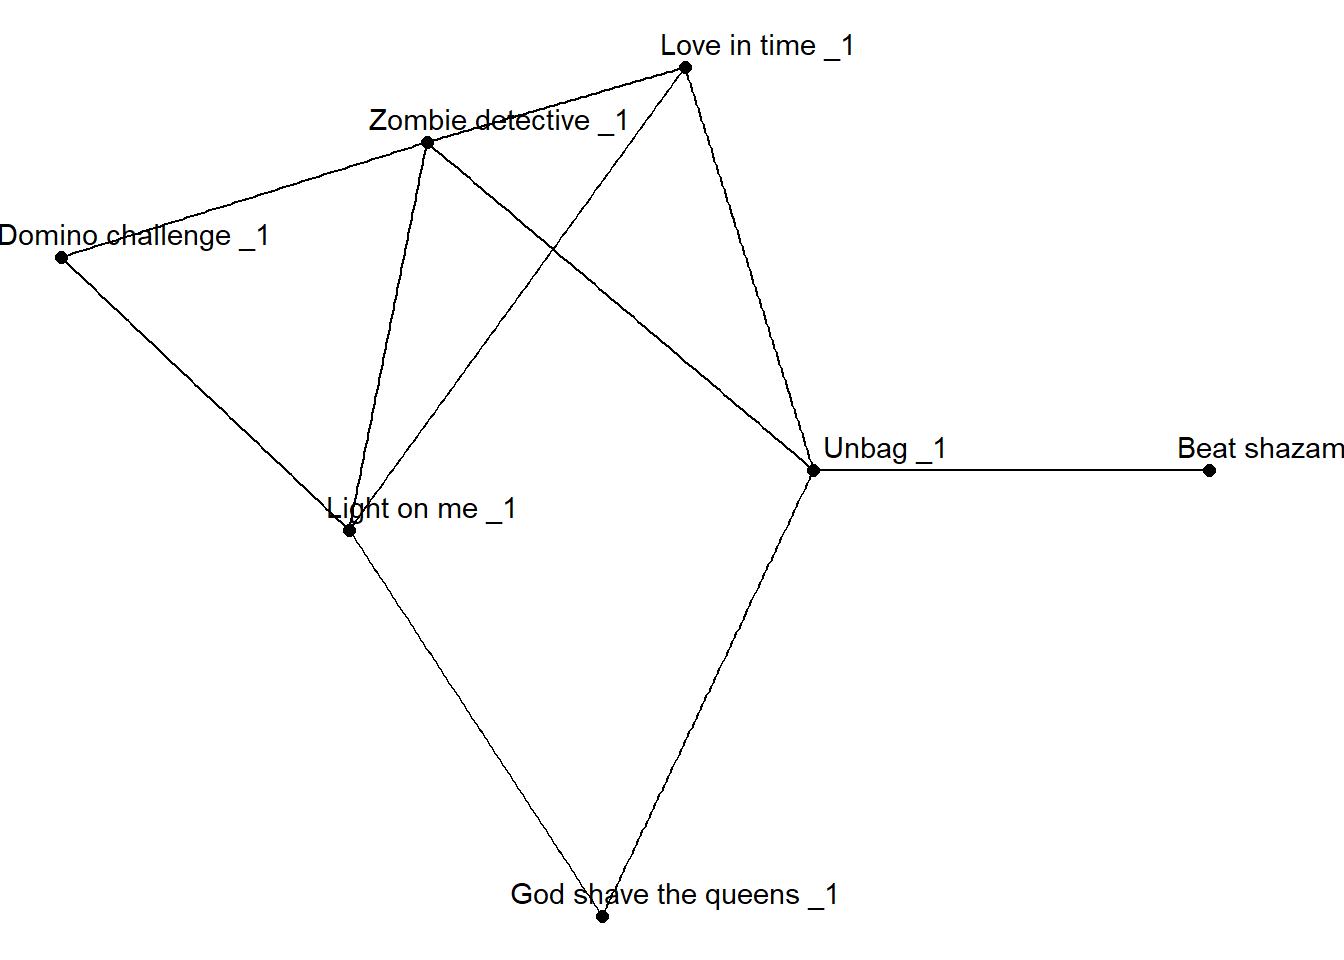 Love in time _1
Zombie detective _1
Domino challenge _1
Unbag _1
Beat shazam
Light on me _1
God shave the queens _1